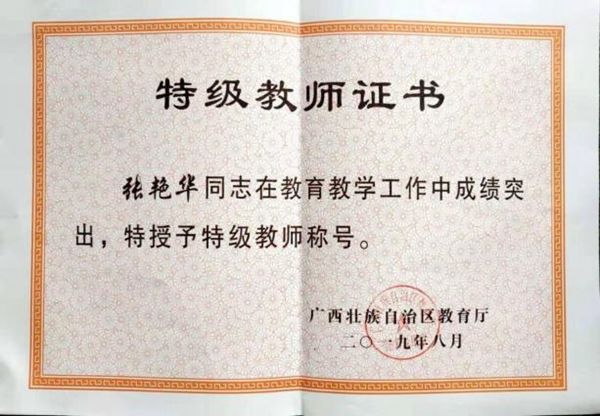 特级教师证书
张艳华同志在教育教学工作中成绩突
出，特授予特级教师称号。
广西壮族自治区教育厅
二〇一九年八月